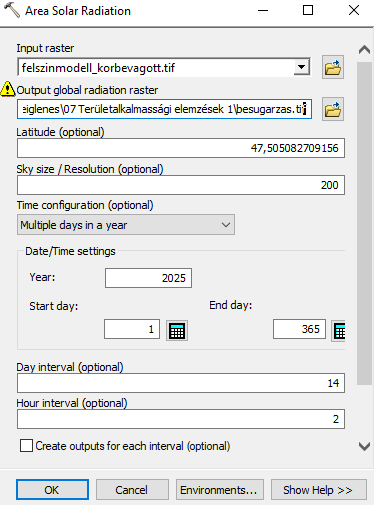 Area Solar Radiation
Input raster
felszinmodell_korbevagott.tif
Output global radiation raster
eiglenes\07 Területalkalmassági elemzések 1\besugarzas.tif
Latitude (optional)
47,505082709156
Sky size / Resolution (optional)
200
Time configuration (optional)
Multiple days in a year
Date/Time settings
Year: 2025
Start day: End day:
1 365
Day interval (optional)
14
Hour interval (optional)
2
Create outputs for each interval (optional)
OK Cancel Environments... Show Help >>